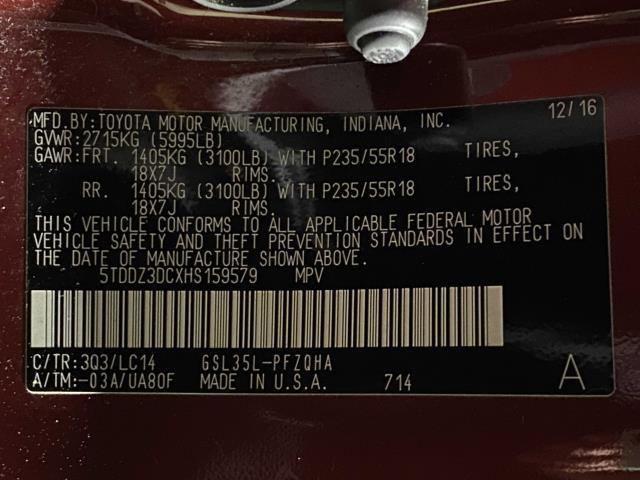 MFD.BY:TOYOTA MOTOR MANUFACTURING, INDIANA, INC. 12/16
GVWR:2715KG (5995LB)
GAWR:FRT. 1405KG (3100LB) WITH P235/55R18 TIRES,
18X7J RIMS.
RR. 1405KG (3100LB) WITH P235/55R18 TIRES,
18X7J RIMS.
THIS VEHICLE CONFORMS TO ALL APPLICABLE FEDERAL MOTOR
VEHICLE SAFETY AND THEFT PREVENTION STANDARDS IN EFFECT ON
THE DATE OF MANUFACTURE SHOWN ABOVE.
5TDDZ3DCXHS159579 MPV
C/TR:3Q3/LC14 GSL35L-PFZQHA
A/TM:-03A/UA80F MADE IN U.S.A. 714 A